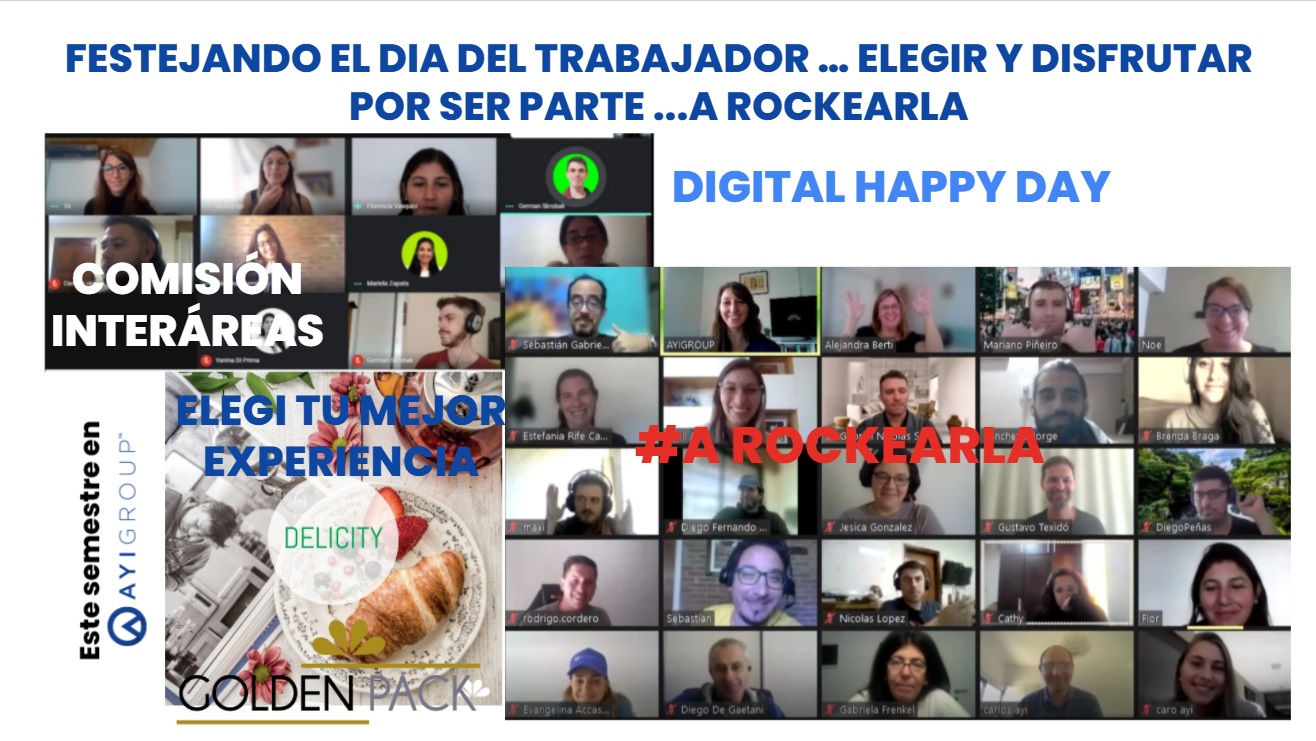 FESTEJANDO EL DIA DEL TRABAJADOR ... ELEGIR Y DISFRUTAR
POR SER PARTE ...A ROCKEARLA
DIGITAL HAPPY DAY
Tú
German Skrobak
Mariela Zapata
COMISIÓN
INTERÁREAS
Yanina Di Prima
Sebastián Gabrie...
AYIGROUP
Alejandra Berti
Mariano Piñeiro
Noe
Estefania Rife Ca...
Brenda Braga
#A ROCKEARLA
maxi
Diego Fernando ...
Jesica Gonzalez
Gustavo Texidó
DiegoPeñas
rodrigo.cordero
Sebastian
Nicolas Lopez
Cathy
Flor
Evangelina Accas...
Diego De Gaetani
Gabriela Frenkel
carlos ayi
caro ayi
ELEGI TU MEJOR
EXPERIENCIA
DELICITY
GOLDEN PACK
Este semestre en
AYIGROUP™